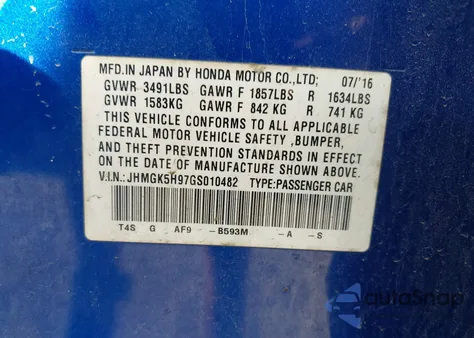 MFD.IN JAPAN BY HONDA MOTOR CO.,LTD; 07/'16
GVWR 3491LBS GAWR F 1857LBS R 1634LBS
GVWR 1583KG GAWR F 842 KG R 741 KG
THIS VEHICLE CONFORMS TO ALL APPLICABLE
FEDERAL MOTOR VEHICLE SAFETY ,BUMPER,
AND THEFT PREVENTION STANDARDS IN EFFECT
ON THE DATE OF MANUFACTURE SHOWN ABOVE.
V.I.N.: JHMGK5H97GS010482 TYPE:PASSENGER CAR
T4S G AF9 -B593M -A -S
autoSnap